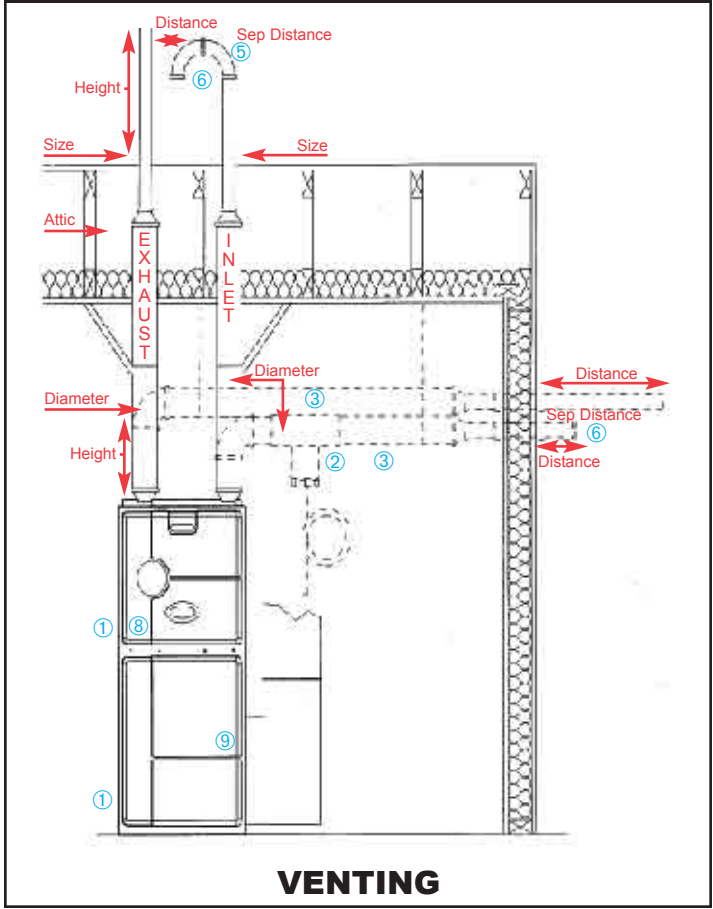 Distance
Sep Distance
⑤
⑥
Height
Size
Size
Attic
EXHAUST
INLET
Diameter
Diameter
③
Distance
Sep Distance
⑥
Height
②
③
Distance
①
⑧
⑨
①
VENTING